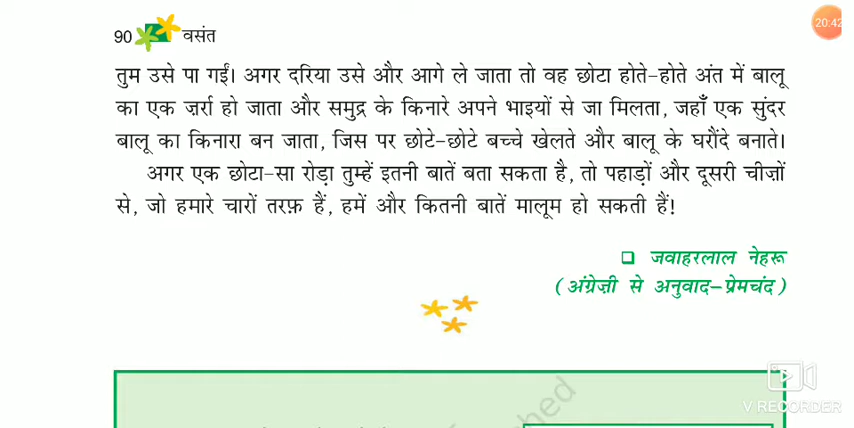 90 वसंत
20:42
तुम उसे पा गईं। अगर दरिया उसे और आगे ले जाता तो वह छोटा होते-होते अंत में बालू
का एक ज़र्रा हो जाता और समुद्र के किनारे अपने भाइयों से जा मिलता, जहाँ एक सुंदर
बालू का किनारा बन जाता, जिस पर छोटे-छोटे बच्चे खेलते और बालू के घरौंदे बनाते।
अगर एक छोटा-सा रोड़ा तुम्हें इतनी बातें बता सकता है, तो पहाड़ों और दूसरी चीज़ों
से, जो हमारे चारों तरफ़ हैं, हमें और कितनी बातें मालूम हो सकती हैं!
❑ जवाहरलाल नेहरू
(अंग्रेज़ी से अनुवाद–प्रेमचंद)
V RECORDER